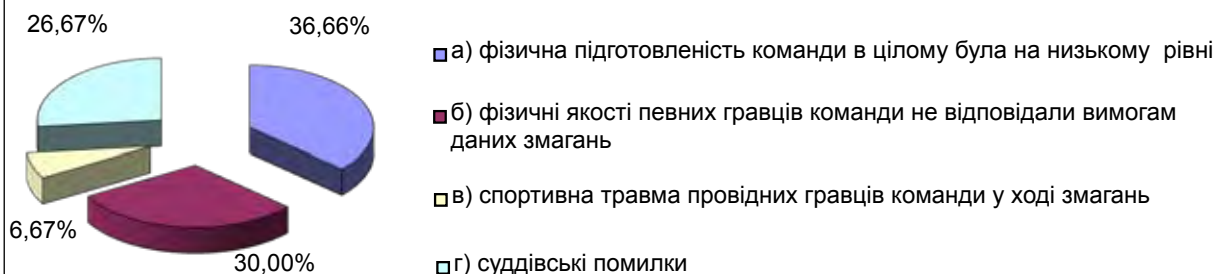 26,67%
36,66%
а) фізична підготовленість команди в цілому була на низькому рівні
б) фізичні якості певних гравців команди не відповідали вимогам
даних змагань
в) спортивна травма провідних гравців команди у ході змагань
6,67%
30,00%
г) суддівські помилки